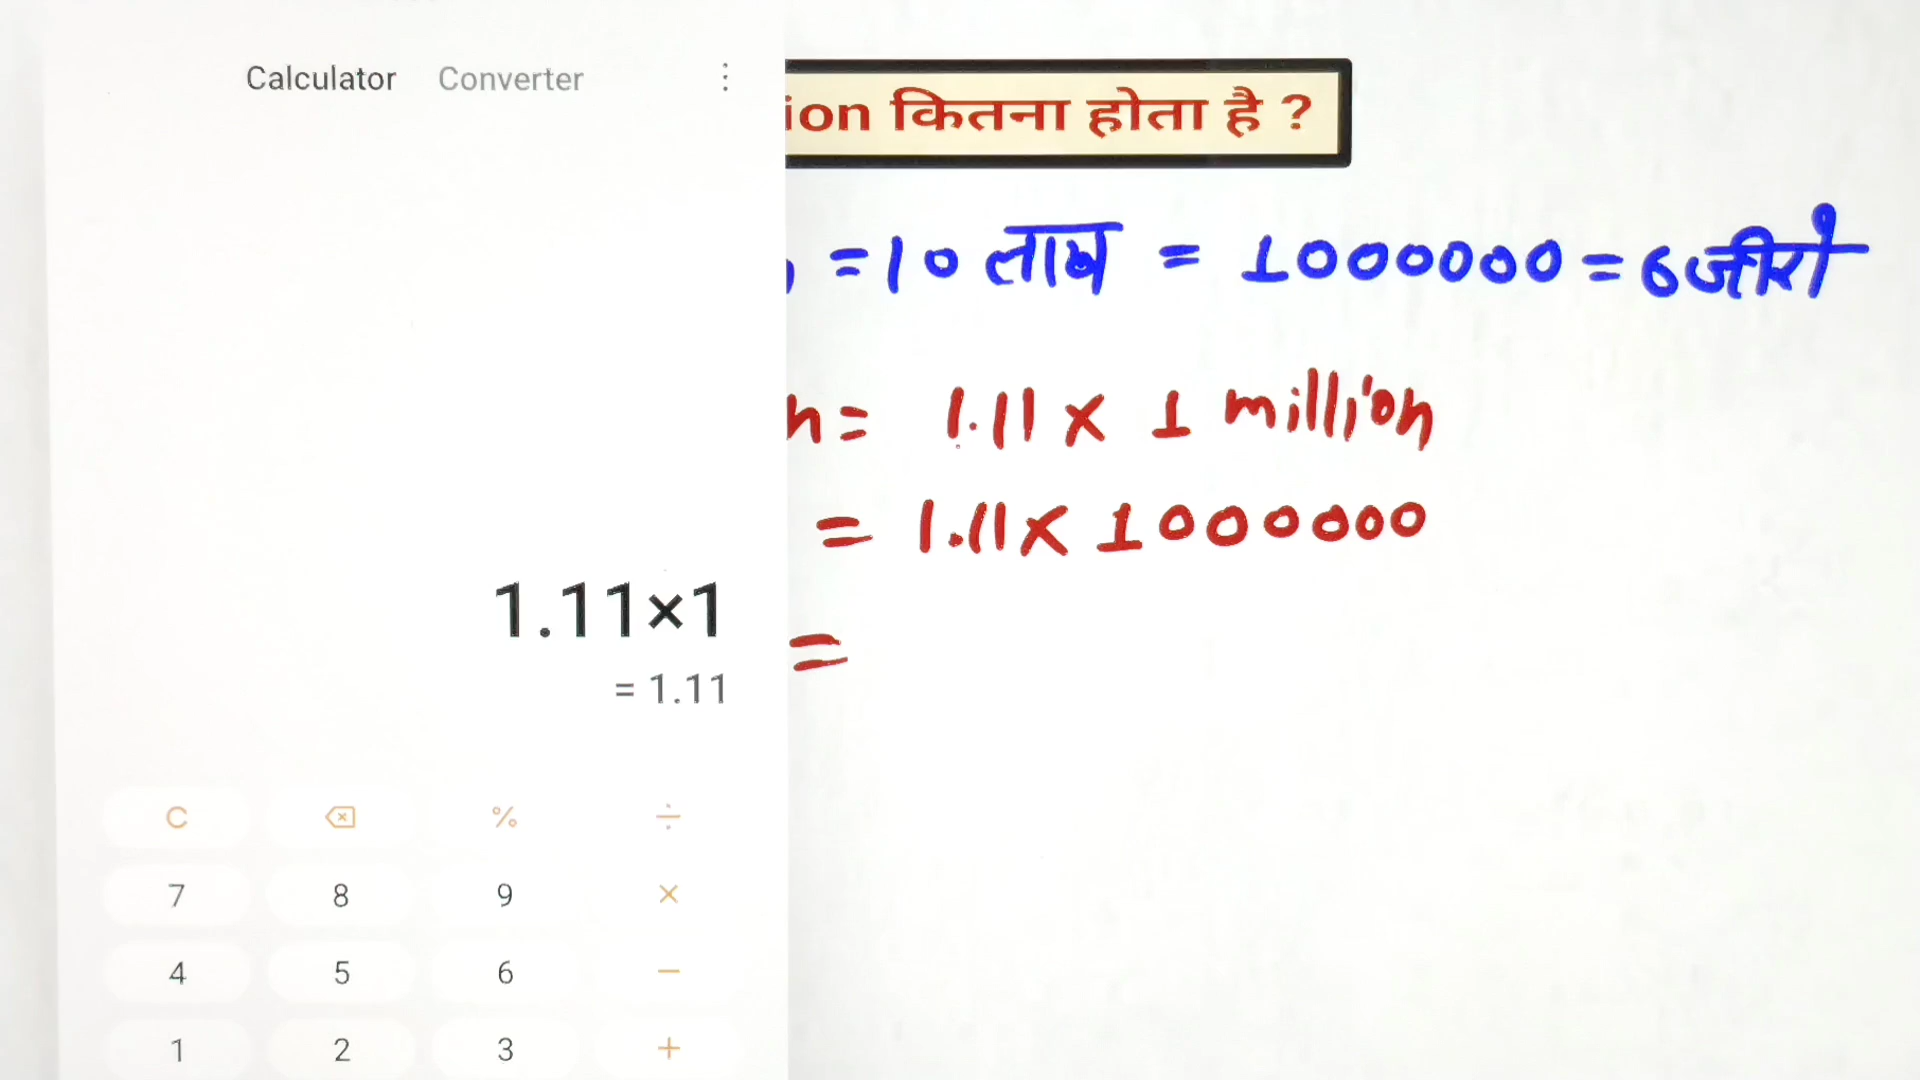 Calculator Converter
ion कितना होता है ?
= 10 लाख = 1000000 = 6 जीरो
n = 1.11 × 1 million
= 1.11 × 1000000
=
1.11×1
= 1.11
C % ÷
7 8 9 ×
4 5 6 −
1 2 3 +